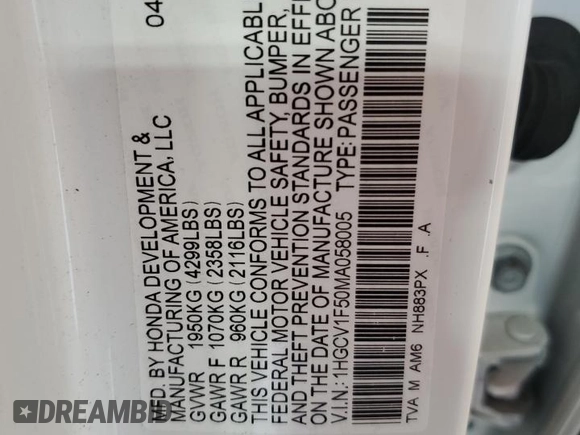 04
MFD. BY HONDA DEVELOPMENT &
MANUFACTURING OF AMERICA, LLC
GVWR 1950KG (4299LBS)
GAWR F 1070KG (2358LBS)
GAWR R 960KG (2116LBS)
THIS VEHICLE CONFORMS TO ALL APPLICABL
FEDERAL MOTOR VEHICLE SAFETY, BUMPER,
AND THEFT PREVENTION STANDARDS IN EFFE
ON THE DATE OF MANUFACTURE SHOWN ABO
V.I.N.: 1HGCV1F50MA058005 TYPE: PASSENGER
TVA M AM6 NH883PX .F .A
DREAMBID